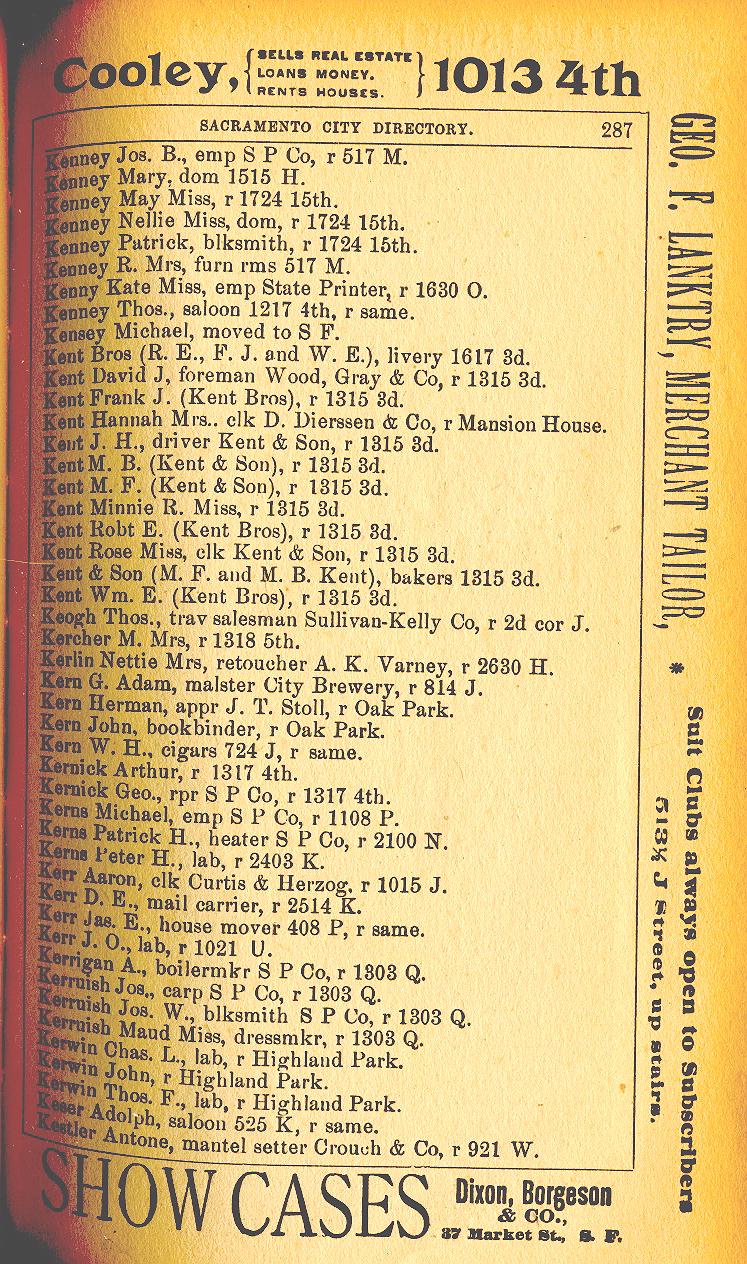 Cooley, { SELLS REAL ESTATE
LOANS MONEY.
RENTS HOUSES. } 1013 4th
SACRAMENTO CITY DIRECTORY. 287
Kenney Jos. B., emp S P Co, r 517 M.
Kenney Mary, dom 1515 H.
Kenney May Miss, r 1724 15th.
Kenney Nellie Miss, dom, r 1724 15th.
Kenney Patrick, blksmith, r 1724 15th.
Kenney R. Mrs, furn rms 517 M.
Kenny Kate Miss, emp State Printer, r 1630 O.
Kenney Thos., saloon 1217 4th, r same.
Kensey Michael, moved to S F.
Kent Bros (R. E., F. J. and W. E.), livery 1617 3d.
Kent David J, foreman Wood, Gray & Co, r 1315 3d.
Kent Frank J. (Kent Bros), r 1315 3d.
Kent Hannah Mrs.. clk D. Dierssen & Co, r Mansion House.
Kent J. H., driver Kent & Son, r 1315 3d.
Kent M. B. (Kent & Son), r 1315 3d.
Kent M. F. (Kent & Son), r 1315 3d.
Kent Minnie R. Miss, r 1315 3d.
Kent Robt E. (Kent Bros), r 1315 3d.
Kent Rose Miss, clk Kent & Son, r 1315 3d.
Kent & Son (M. F. and M. B. Kent), bakers 1315 3d.
Kent Wm. E. (Kent Bros), r 1315 3d.
Keogh Thos., trav salesman Sullivan-Kelly Co, r 2d cor J.
Kercher M. Mrs, r 1318 5th.
Kerlin Nettie Mrs, retoucher A. K. Varney, r 2630 H.
Kern G. Adam, malster City Brewery, r 814 J.
Kern Herman, appr J. T. Stoll, r Oak Park.
Kern John, bookbinder, r Oak Park.
Kern W. H., cigars 724 J, r same.
Kernick Arthur, r 1317 4th.
Kernick Geo., rpr S P Co, r 1317 4th.
Kerns Michael, emp S P Co, r 1108 P.
Kerns Patrick H., heater S P Co, r 2100 N.
Kerns Peter H., lab, r 2403 K.
Kerr Aaron, clk Curtis & Herzog, r 1015 J.
Kerr D. E., mail carrier, r 2514 K.
Kerr Jas. E., house mover 408 P, r same.
Kerr J. O., lab, r 1021 U.
Kerrigan A., boilermkr S P Co, r 1303 Q.
Kerruish Jos., carp S P Co, r 1303 Q.
Kerruish Jos. W., blksmith S P Co, r 1303 Q.
Kerruish Maud Miss, dressmkr, r 1303 Q.
Kerwin Chas. L., lab, r Highland Park.
Kerwin John, r Highland Park.
Kerwin Thos. F., lab, r Highland Park.
Keser Adolph, saloon 525 K, r same.
Kestler Antone, mantel setter Crouch & Co, r 921 W.
SHOW CASES Dixon, Borgeson
& CO.,
37 Market St., S. F.
GEO. F. LANKTRY, MERCHANT TAILOR, *
Suit Clubs always open to Subscribers
513½ J Street, up stairs.